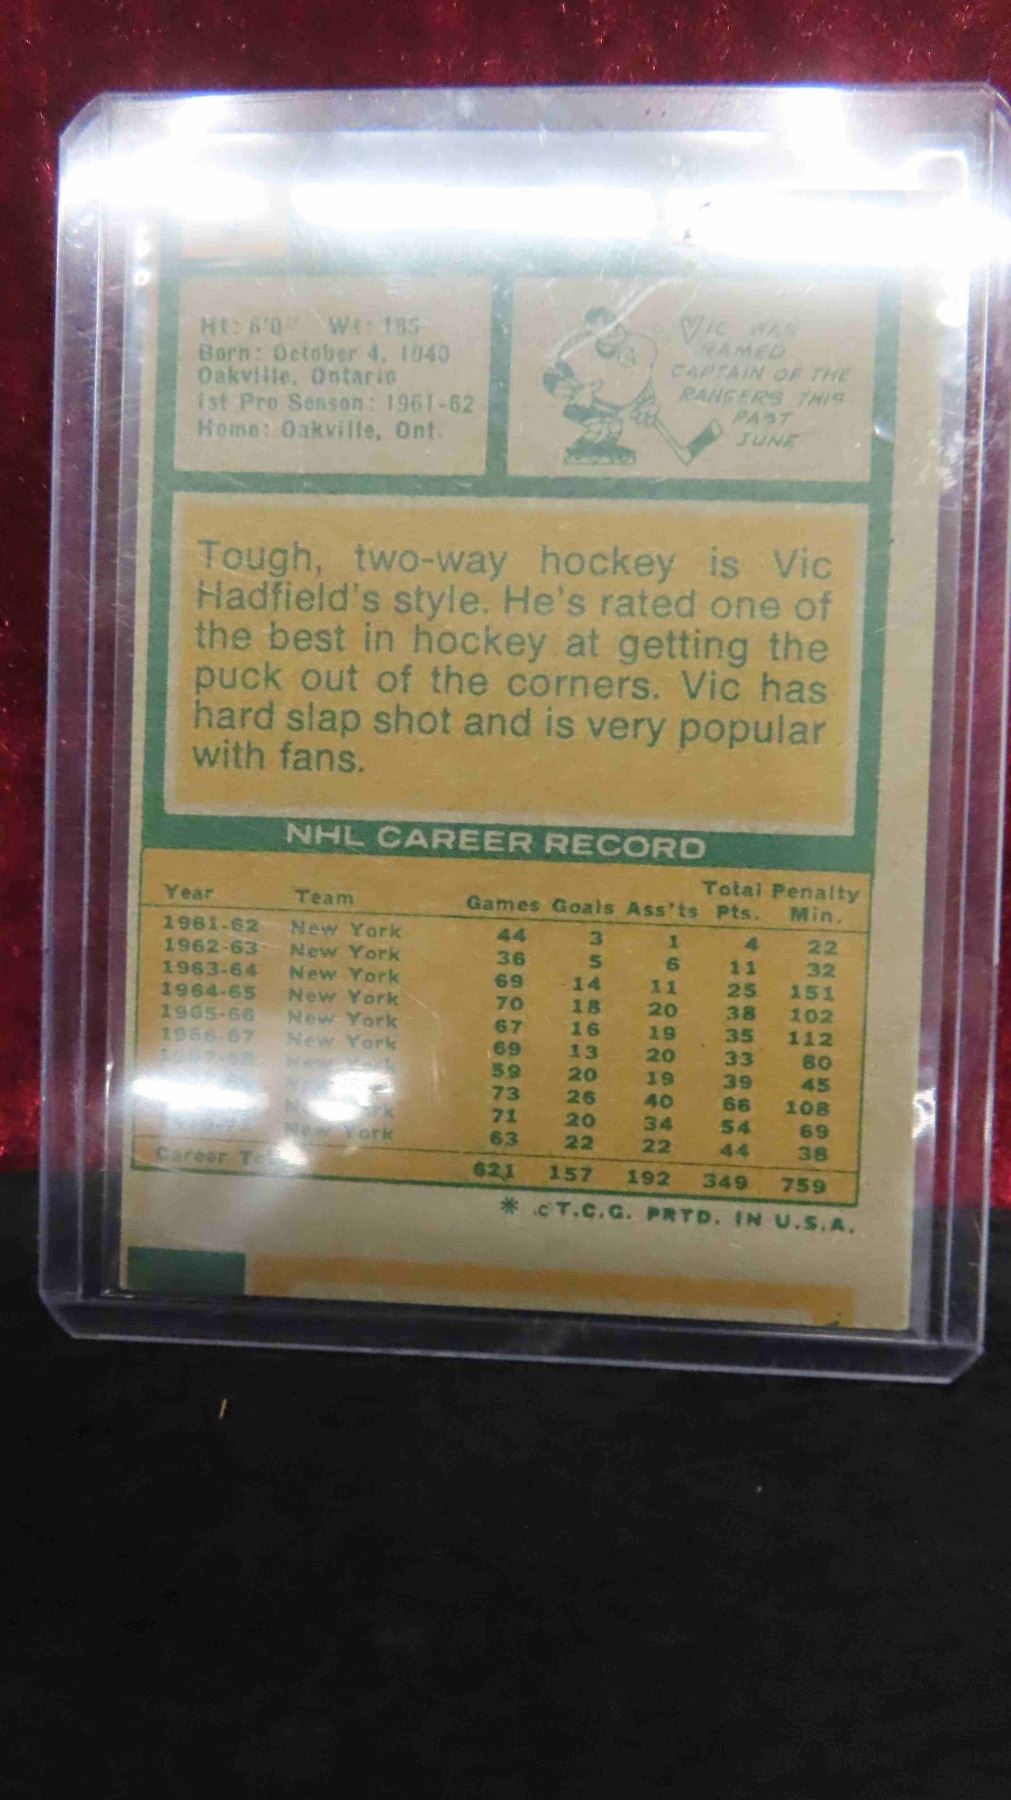 Ht: 6'0" Wt: 185
Born: October 4, 1940
Oakville, Ontario
1st Pro Season: 1961-62
Home: Oakville, Ont.
VIC WAS
NAMED
CAPTAIN OF THE
RANGERS THIS
PAST
JUNE
Tough, two-way hockey is Vic
Hadfield's style. He's rated one of
the best in hockey at getting the
puck out of the corners. Vic has
hard slap shot and is very popular
with fans.
NHL CAREER RECORD
Year Team Games Goals Ass'ts Total Pts. Penalty Min.
1961-62 New York 44 3 1 4 22
1962-63 New York 36 5 6 11 32
1963-64 New York 69 14 11 25 151
1964-65 New York 70 18 20 38 102
1965-66 New York 67 16 19 35 112
1966-67 New York 69 13 20 33 80
New York 59 20 19 39 45
73 26 40 66 108
71 20 34 54 69
New York 63 22 22 44 38
Career 621 157 192 349 759
* © T.C.G. PRTD. IN U.S.A.